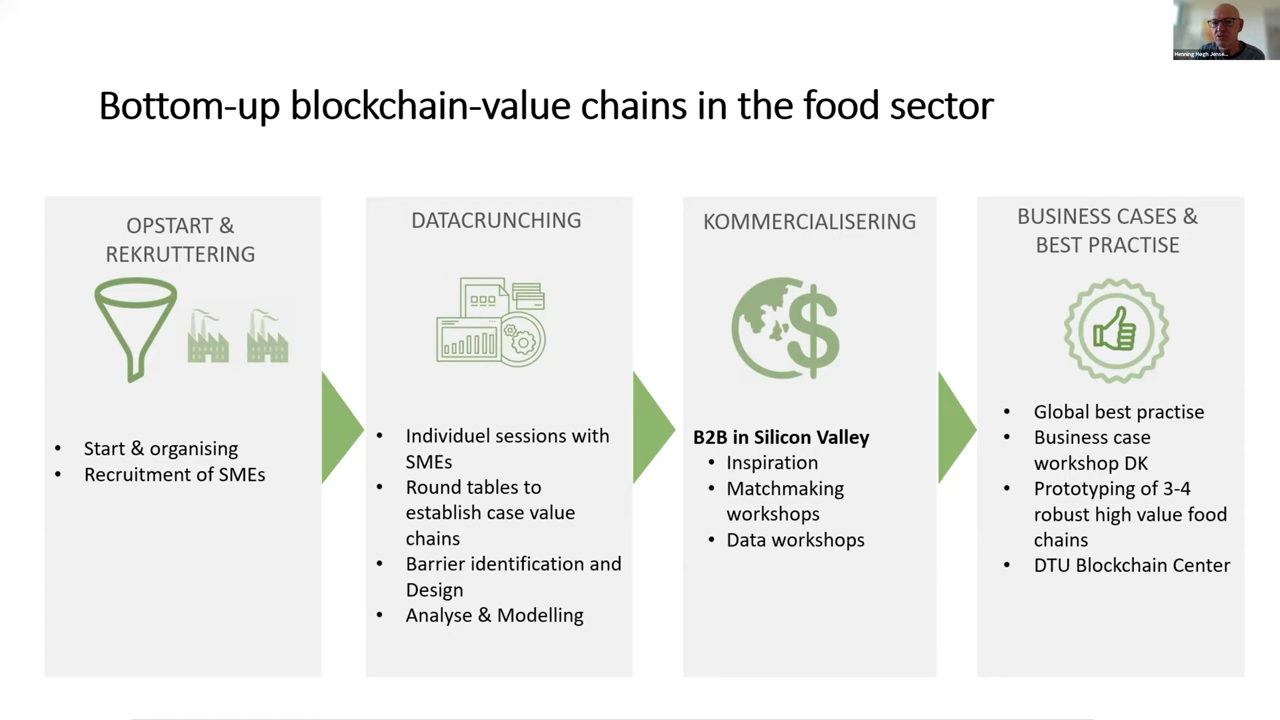 Henning Høgh Jense...
Bottom-up blockchain-value chains in the food sector
OPSTART &
REKRUTTERING
• Start & organising
• Recruitment of SMEs
DATACRUNCHING
• Individuel sessions with
SMEs
• Round tables to
establish case value
chains
• Barrier identification and
Design
• Analyse & Modelling
KOMMERCIALISERING
B2B in Silicon Valley
• Inspiration
• Matchmaking
workshops
• Data workshops
BUSINESS CASES &
BEST PRACTISE
• Global best practise
• Business case
workshop DK
• Prototyping of 3-4
robust high value food
chains
• DTU Blockchain Center